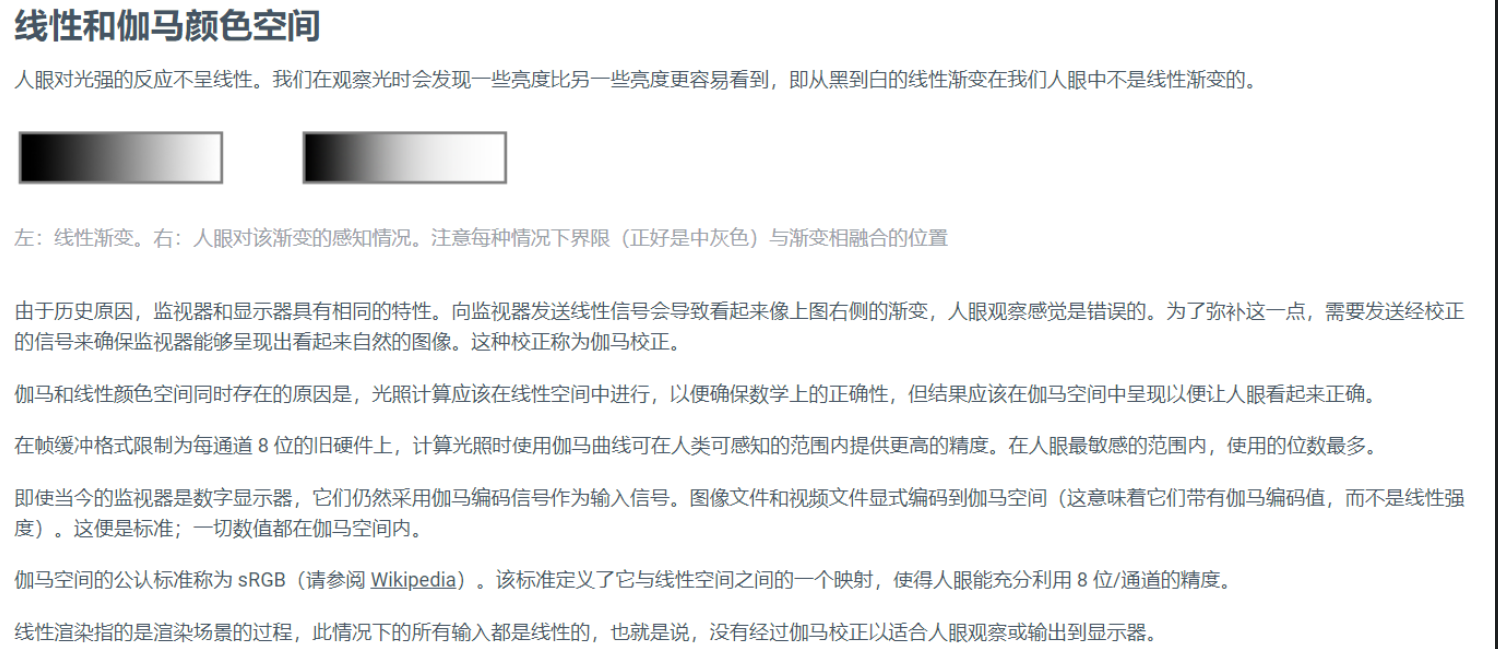 线性和伽马颜色空间
人眼对光强的反应不呈线性。我们在观察光时会发现一些亮度比另一些亮度更容易看到，即从黑到白的线性渐变在我们人眼中不是线性渐变的。
左：线性渐变。右：人眼对该渐变的感知情况。注意每种情况下界限（正好是中灰色）与渐变相融合的位置
由于历史原因，监视器和显示器具有相同的特性。向监视器发送线性信号会导致看起来像上图右侧的渐变，人眼观察感觉是错误的。为了弥补这一点，需要发送经校正
的信号来确保监视器能够呈现出看起来自然的图像。这种校正称为伽马校正。
伽马和线性颜色空间同时存在的原因是，光照计算应该在线性空间中进行，以便确保数学上的正确性，但结果应该在伽马空间中呈现以便让人眼看起来正确。
在帧缓冲格式限制为每通道 8 位的旧硬件上，计算光照时使用伽马曲线可在人类可感知的范围内提供更高的精度。在人眼最敏感的范围内，使用的位数最多。
即使当今的监视器是数字显示器，它们仍然采用伽马编码信号作为输入信号。图像文件和视频文件显式编码到伽马空间（这意味着它们带有伽马编码值，而不是线性强
度）。这便是标准；一切数值都在伽马空间内。
伽马空间的公认标准称为 sRGB（请参阅 Wikipedia）。该标准定义了它与线性空间之间的一个映射，使得人眼能充分利用 8 位/通道的精度。
线性渲染指的是渲染场景的过程，此情况下的所有输入都是线性的，也就是说，没有经过伽马校正以适合人眼观察或输出到显示器。